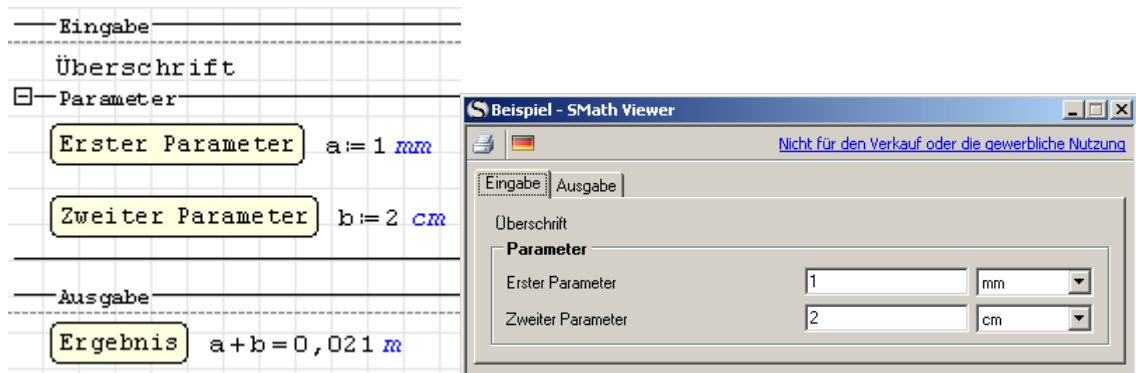 Eingabe
Überschrift
Parameter
Erster Parameter a≔1 mm
Zweiter Parameter b≔2 cm
Ausgabe
Ergebnis a+b=0,021 m
Beispiel - SMath Viewer
Nicht für den Verkauf oder die gewerbliche Nutzung
Eingabe Ausgabe
Überschrift
Parameter
Erster Parameter 1 mm
Zweiter Parameter 2 cm